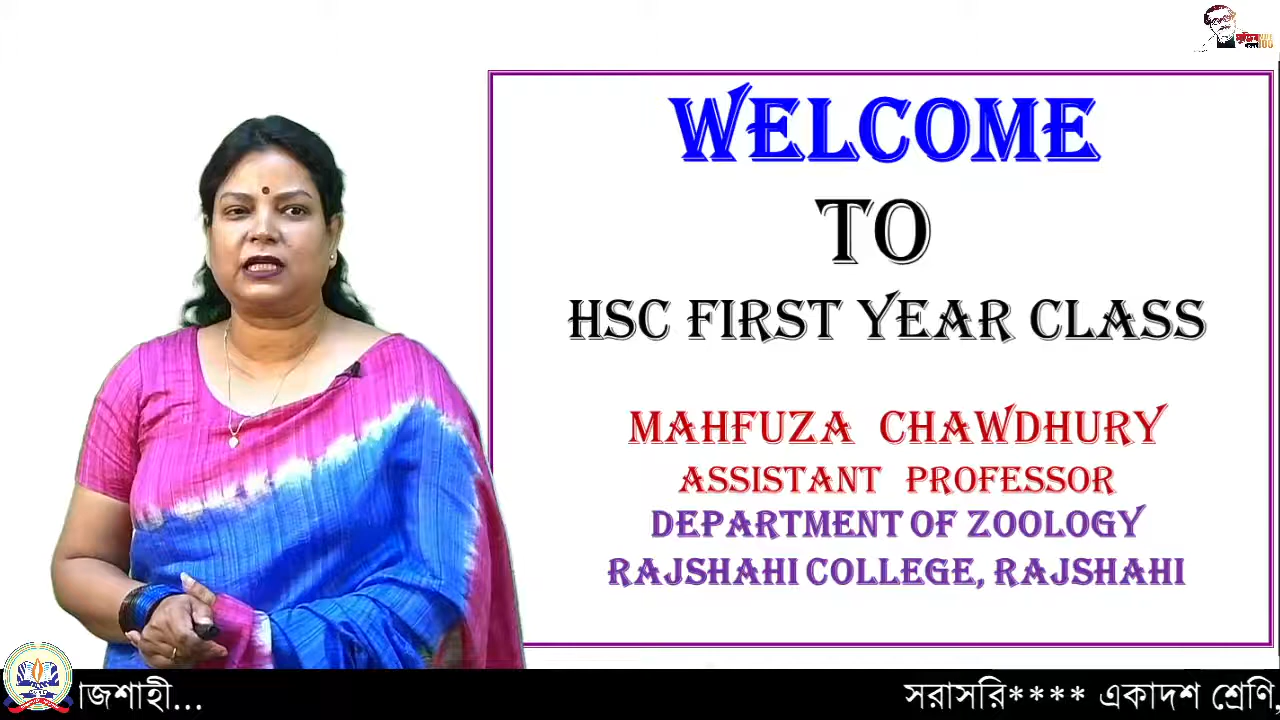 WELCOME
TO
HSC FIRST YEAR CLASS
MAHFUZA CHAWDHURY
ASSISTANT PROFESSOR
DEPARTMENT OF ZOOLOGY
RAJSHAHI COLLEGE, RAJSHAHI
জশাহী... সরাসরি**** একাদশ শ্রেণি,